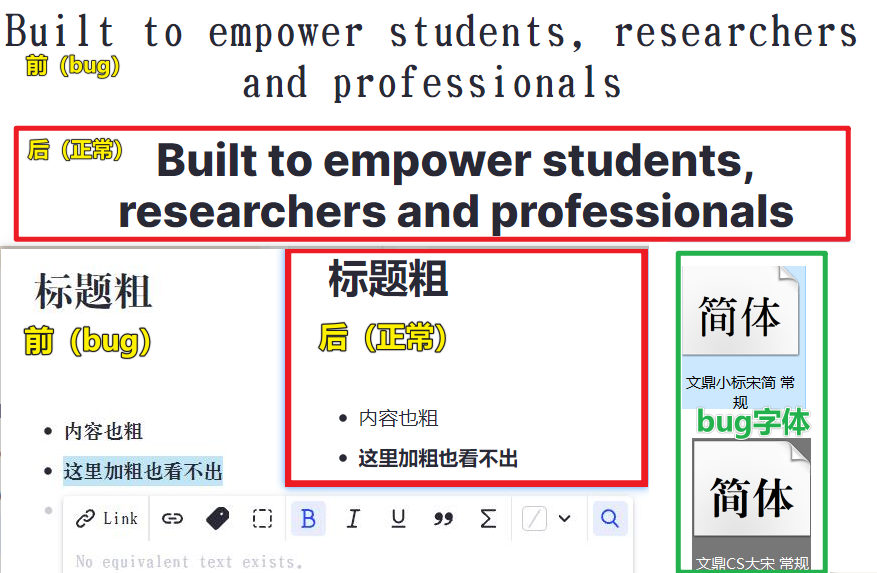 Built to empower students, researchers
and professionals
前（bug）
后（正常）
Built to empower students,
researchers and professionals
标题粗
前（bug）
内容也粗
这里加粗也看不出
Link
B
I
U
Σ
No equivalent text exists.
标题粗
后（正常）
内容也粗
这里加粗也看不出
简体
文鼎小标宋简 常
规
bug字体
简体
文鼎CS大宋 常规